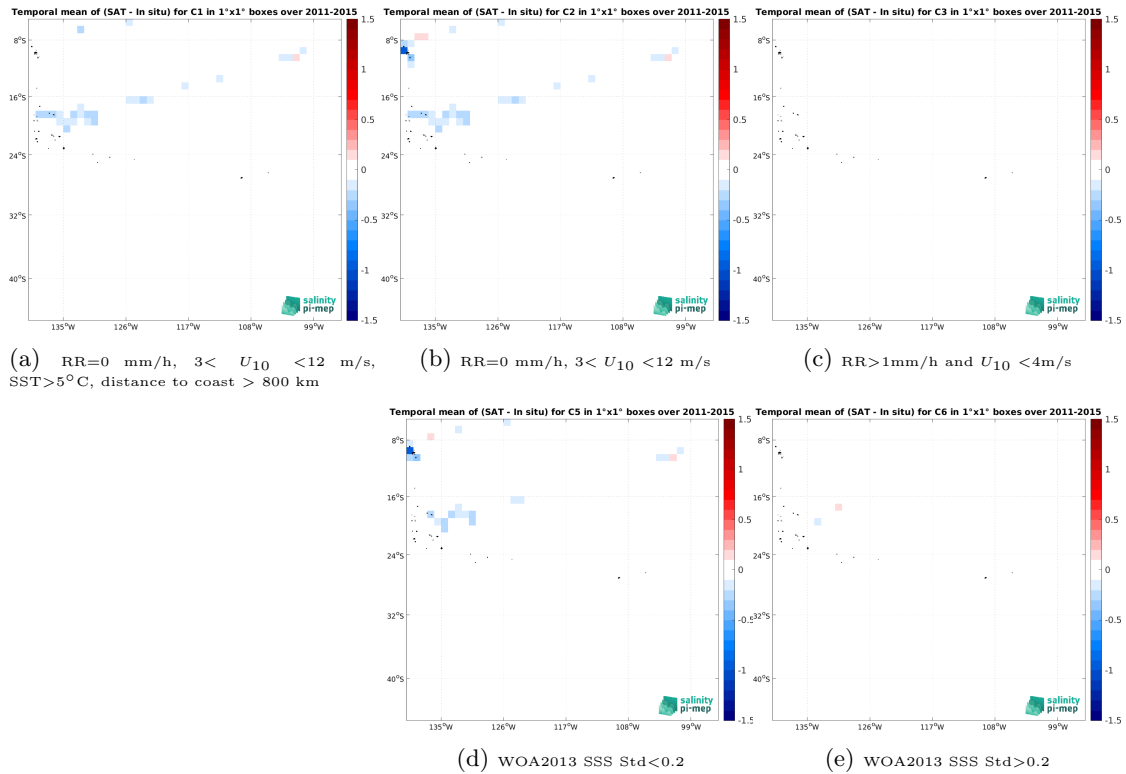 Temporal mean of (SAT - In situ) for C1 in 1°x1° boxes over 2011-2015
8°S
16°S
24°S
32°S
40°S
135°W 126°W 117°W 108°W 99°W
1.5
1
0.5
0
-0.5
-1
-1.5
salinity
pi-mep
(a) RR=0 mm/h, 3< U10 <12 m/s,
SST>5°C, distance to coast > 800 km
Temporal mean of (SAT - In situ) for C2 in 1°x1° boxes over 2011-2015
8°S
16°S
24°S
32°S
40°S
135°W 126°W 117°W 108°W 99°W
1.5
1
0.5
0
-0.5
-1
-1.5
salinity
pi-mep
(b) RR=0 mm/h, 3< U10 <12 m/s
Temporal mean of (SAT - In situ) for C3 in 1°x1° boxes over 2011-2015
8°S
16°S
24°S
32°S
40°S
135°W 126°W 117°W 108°W 99°W
1.5
1
0.5
0
-0.5
-1
-1.5
salinity
pi-mep
(c) RR>1mm/h and U10 <4m/s
Temporal mean of (SAT - In situ) for C5 in 1°x1° boxes over 2011-2015
8°S
16°S
24°S
32°S
40°S
135°W 126°W 117°W 108°W 99°W
1.5
1
0.5
0
-0.5
-1
-1.5
salinity
pi-mep
(d) WOA2013 SSS Std<0.2
Temporal mean of (SAT - In situ) for C6 in 1°x1° boxes over 2011-2015
8°S
16°S
24°S
32°S
40°S
135°W 126°W 117°W 108°W 99°W
1.5
1
0.5
0
-0.5
-1
-1.5
salinity
pi-mep
(e) WOA2013 SSS Std>0.2